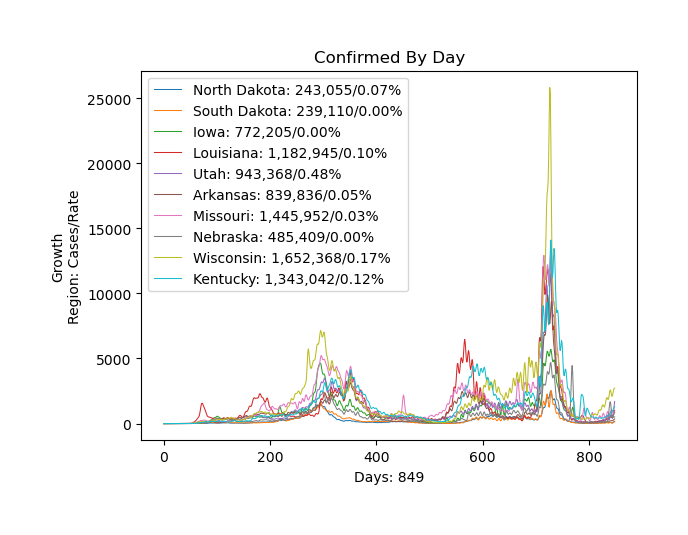 Confirmed By Day
North Dakota: 243,055/0.07%
South Dakota: 239,110/0.00%
Iowa: 772,205/0.00%
Louisiana: 1,182,945/0.10%
Utah: 943,368/0.48%
Arkansas: 839,836/0.05%
Missouri: 1,445,952/0.03%
Nebraska: 485,409/0.00%
Wisconsin: 1,652,368/0.17%
Kentucky: 1,343,042/0.12%
Growth
Region: Cases/Rate
25000
20000
15000
10000
5000
0
0 200 400 600 800
Days: 849